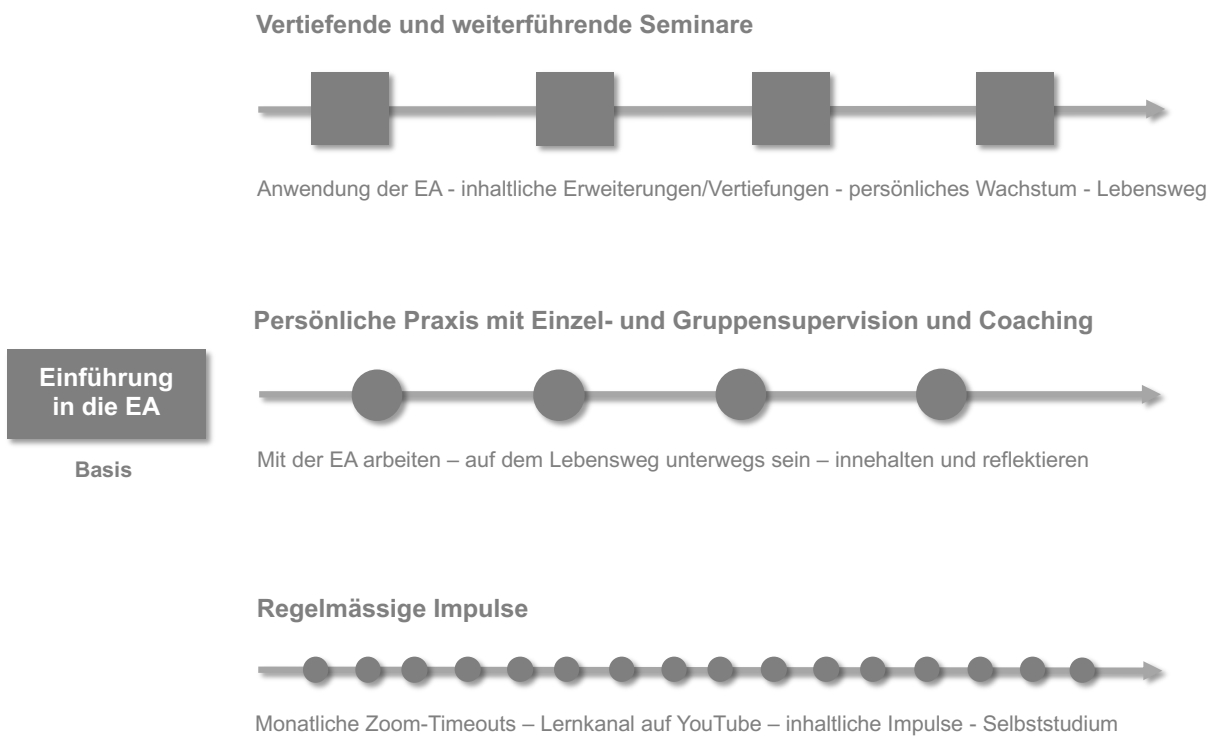 Vertiefende und weiterführende Seminare
Anwendung der EA - inhaltliche Erweiterungen/Vertiefungen - persönliches Wachstum - Lebensweg
Persönliche Praxis mit Einzel- und Gruppensupervision und Coaching
Einführung
in die EA
Basis
Mit der EA arbeiten – auf dem Lebensweg unterwegs sein – innehalten und reflektieren
Regelmässige Impulse
Monatliche Zoom-Timeouts – Lernkanal auf YouTube – inhaltliche Impulse - Selbststudium